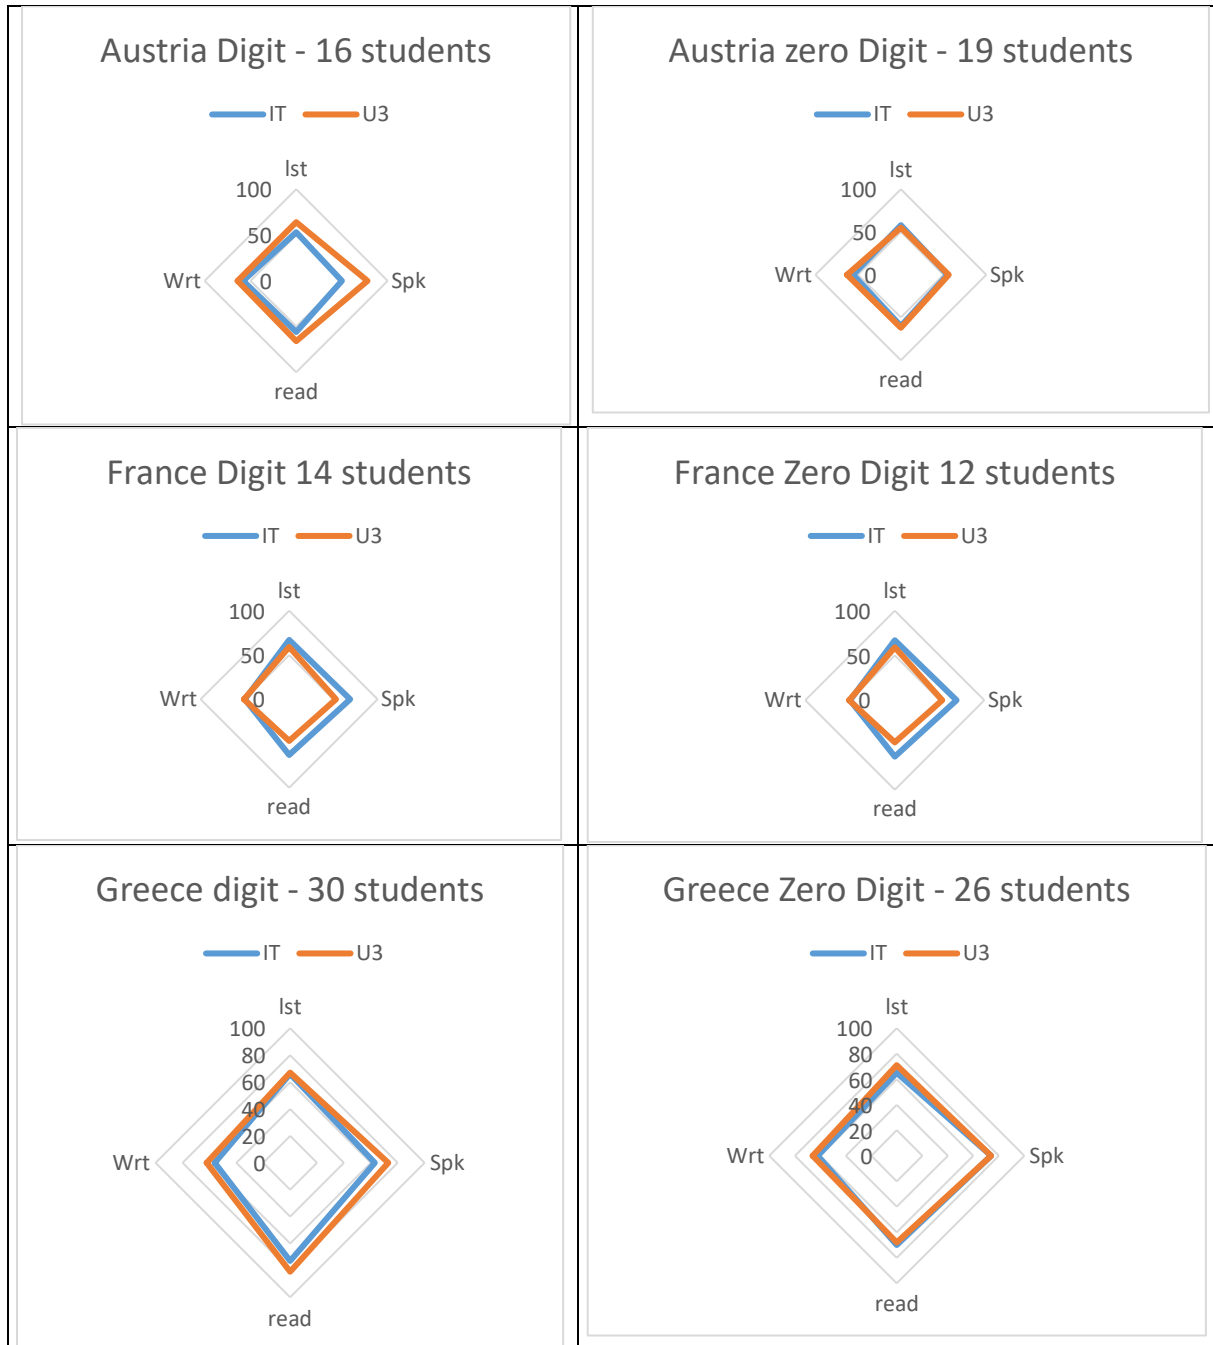 Austria Digit - 16 students
IT U3
lst
100
50
0
Wrt
Spk
read
Austria zero Digit - 19 students
IT U3
lst
100
50
0
Wrt
Spk
read
France Digit 14 students
IT U3
lst
100
50
0
Wrt
Spk
read
France Zero Digit 12 students
IT U3
lst
100
50
0
Wrt
Spk
read
Greece digit - 30 students
IT U3
lst
100
80
60
40
20
0
Wrt
Spk
read
Greece Zero Digit - 26 students
IT U3
lst
100
80
60
40
20
0
Wrt
Spk
read